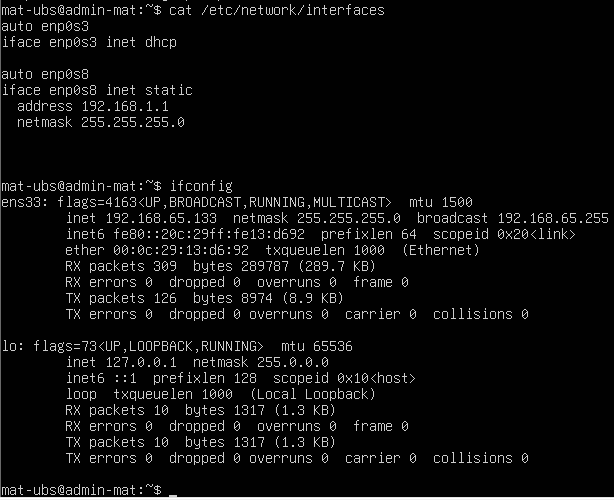 mat-ubs@admin-mat:~$ cat /etc/network/interfaces
auto enp0s3
iface enp0s3 inet dhcp
auto enp0s8
iface enp0s8 inet static
address 192.168.1.1
netmask 255.255.255.0
mat-ubs@admin-mat:~$ ifconfig
ens33: flags=4163<UP,BROADCAST,RUNNING,MULTICAST>  mtu 1500
inet 192.168.65.133  netmask 255.255.255.0  broadcast 192.168.65.255
inet6 fe80::20c:29ff:fe13:d692  prefixlen 64  scopeid 0x20<link>
ether 00:0c:29:13:d6:92  txqueuelen 1000  (Ethernet)
RX packets 309  bytes 289787 (289.7 KB)
RX errors 0  dropped 0  overruns 0  frame 0
TX packets 126  bytes 8974 (8.9 KB)
TX errors 0  dropped 0 overruns 0  carrier 0  collisions 0
lo: flags=73<UP,LOOPBACK,RUNNING>  mtu 65536
inet 127.0.0.1  netmask 255.0.0.0
inet6 ::1  prefixlen 128  scopeid 0x10<host>
loop  txqueuelen 1000  (Local Loopback)
RX packets 10  bytes 1317 (1.3 KB)
RX errors 0  dropped 0  overruns 0  frame 0
TX packets 10  bytes 1317 (1.3 KB)
TX errors 0  dropped 0 overruns 0  carrier 0  collisions 0
mat-ubs@admin-mat:~$ _